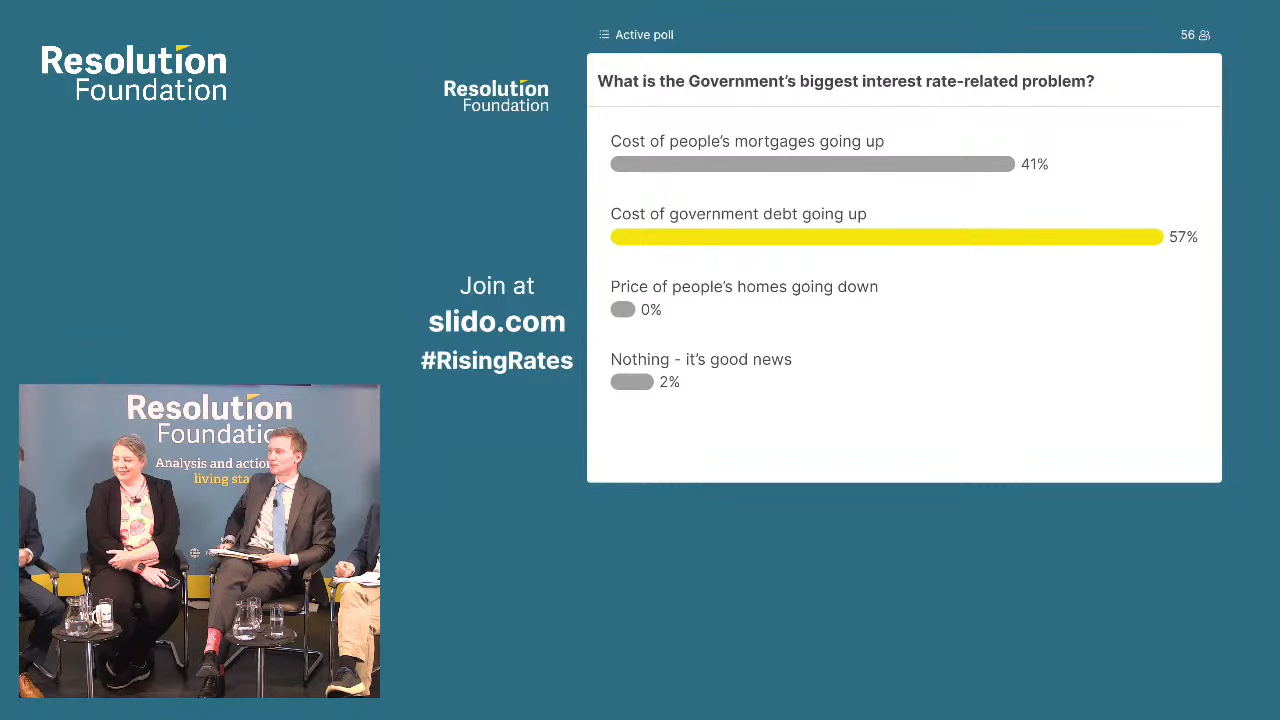 Resolution
Foundation
Active poll
56
Resolution
Foundation
What is the Government's biggest interest rate-related problem?
Cost of people's mortgages going up
41%
Cost of government debt going up
57%
Price of people's homes going down
0%
Nothing - it's good news
2%
Join at
slido.com
#RisingRates
Resolution
Foundation
Analysis and action
living